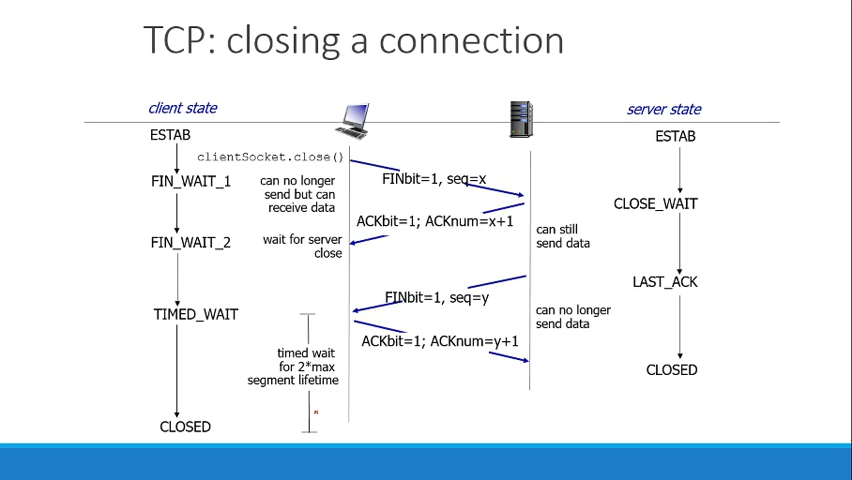 TCP: closing a connection
client state
server state
ESTAB
ESTAB
clientSocket.close()
FIN_WAIT_1
can no longer
send but can
receive data
FINbit=1, seq=x
CLOSE_WAIT
ACKbit=1; ACKnum=x+1
can still
send data
FIN_WAIT_2
wait for server
close
LAST_ACK
FINbit=1, seq=y
can no longer
send data
TIMED_WAIT
ACKbit=1; ACKnum=y+1
timed wait
for 2*max
segment lifetime
CLOSED
CLOSED